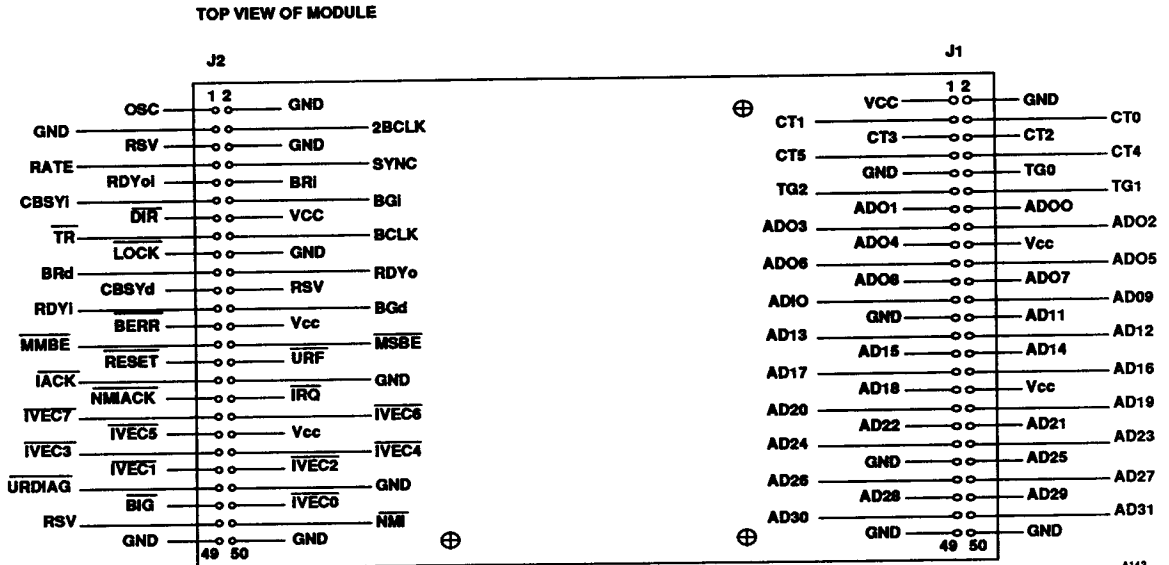 TOP VIEW OF MODULE
J2 J1
1 2 1 2
OSC GND VCC GND
GND 2BCLK CT1 CT0
RSV GND CT3 CT2
RATE SYNC CT5 CT4
RDYoi BRi GND TG0
CBSYi BGi TG2 TG1
DIR VCC ADO1 ADOO
TR BCLK ADO3 ADO2
LOCK GND ADO4 Vcc
BRd RDYo ADO6 ADO5
CBSYd RSV ADO8 ADO7
RDYi BGd ADIO AD09
BERR Vcc GND AD11
MMBE MSBE AD13 AD12
RESET URF AD15 AD14
IACK GND AD17 AD16
NMIACK IRQ AD18 Vcc
IVEC7 IVEC6 AD20 AD19
IVEC5 Vcc AD22 AD21
IVEC3 IVEC4 AD24 AD23
IVEC1 IVEC2 GND AD25
URDIAG GND AD26 AD27
BIG IVEC0 AD28 AD29
RSV NMI AD30 AD31
GND GND GND GND
49 50 49 50